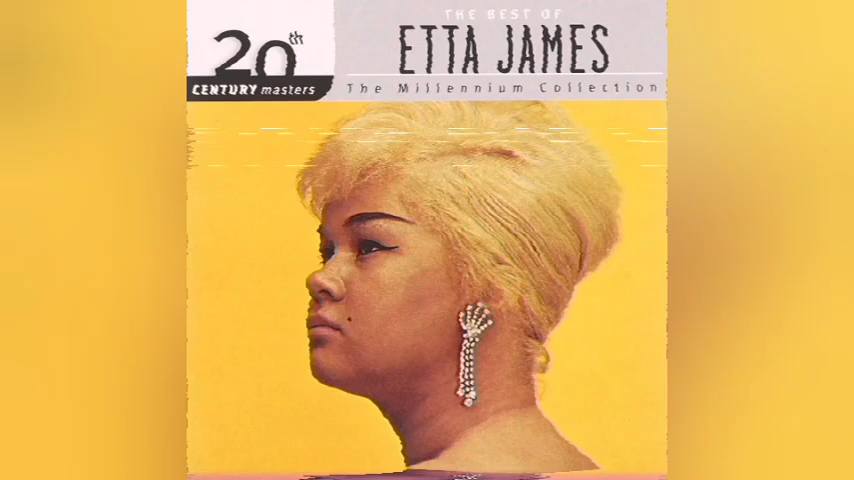 20th
CENTURY masters
THE BEST OF
ETTA JAMES
The Millennium Collection